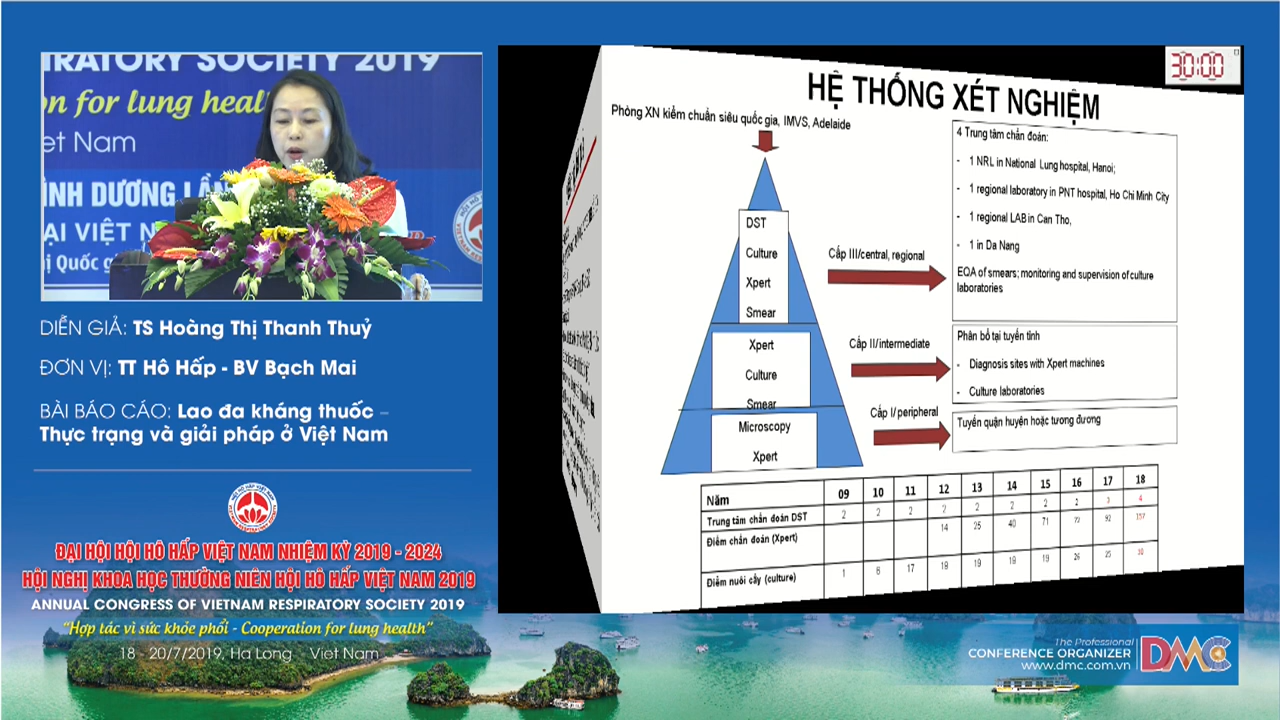 PIRATORY SOCIETY 2019
on for lung heal
et Nam
ÍNH DƯƠNG LẦN
ẠI VIỆT N
ị Quốc g
DIỄN GIẢ: TS Hoàng Thị Thanh Thuỷ
ĐƠN VỊ: TT Hô Hấp - BV Bạch Mai
BÀI BÁO CÁO: Lao đa kháng thuốc –
Thực trạng và giải pháp ở Việt Nam
ĐẠI HỘI HỘI HÔ HẤP VIỆT NAM NHIỆM KỲ 2019 - 2024
HỘI NGHỊ KHOA HỌC THƯỜNG NIÊN HỘI HÔ HẤP VIỆT NAM 2019
ANNUAL CONGRESS OF VIETNAM RESPIRATORY SOCIETY 2019
"Hợp tác vì sức khỏe phổi - Cooperation for lung health"
18 - 20/7/2019, Ha Long - Viet Nam
30:00
HỆ THỐNG XÉT NGHIỆM
Phòng XN kiểm chuẩn siêu quốc gia, IMVS, Adelaide
DST
Culture
Xpert
Smear
Xpert
Culture
Smear
Microscopy
Xpert
Cấp III/central, regional
Cấp II/intermediate
Cấp I/peripheral
4 Trung tâm chẩn đoán:
- 1 NRL in National Lung hospital, Hanoi;
- 1 regional laboratory in PNT hospital, Ho Chi Minh City
- 1 regional LAB in Can Tho,
- 1 in Da Nang
EQA of smears; monitoring and supervision of culture
laboratories
Phân bố tại tuyến tỉnh
- Diagnosis sites with Xpert machines
- Culture laboratories
Tuyến quận huyện hoặc tương đương
Năm 09 10 11 12 13 14 15 16 17 18
Trung tâm chẩn đoán DST 2 2 2 2 2 2 2 2 3 4
Điểm chẩn đoán (Xpert) 14 25 40 71 72 92 157
Điểm nuôi cấy (culture) 1 6 17 19 19 19 19 26 25 30
The Professional
CONFERENCE ORGANIZER
www.dmc.com.vn
DMC